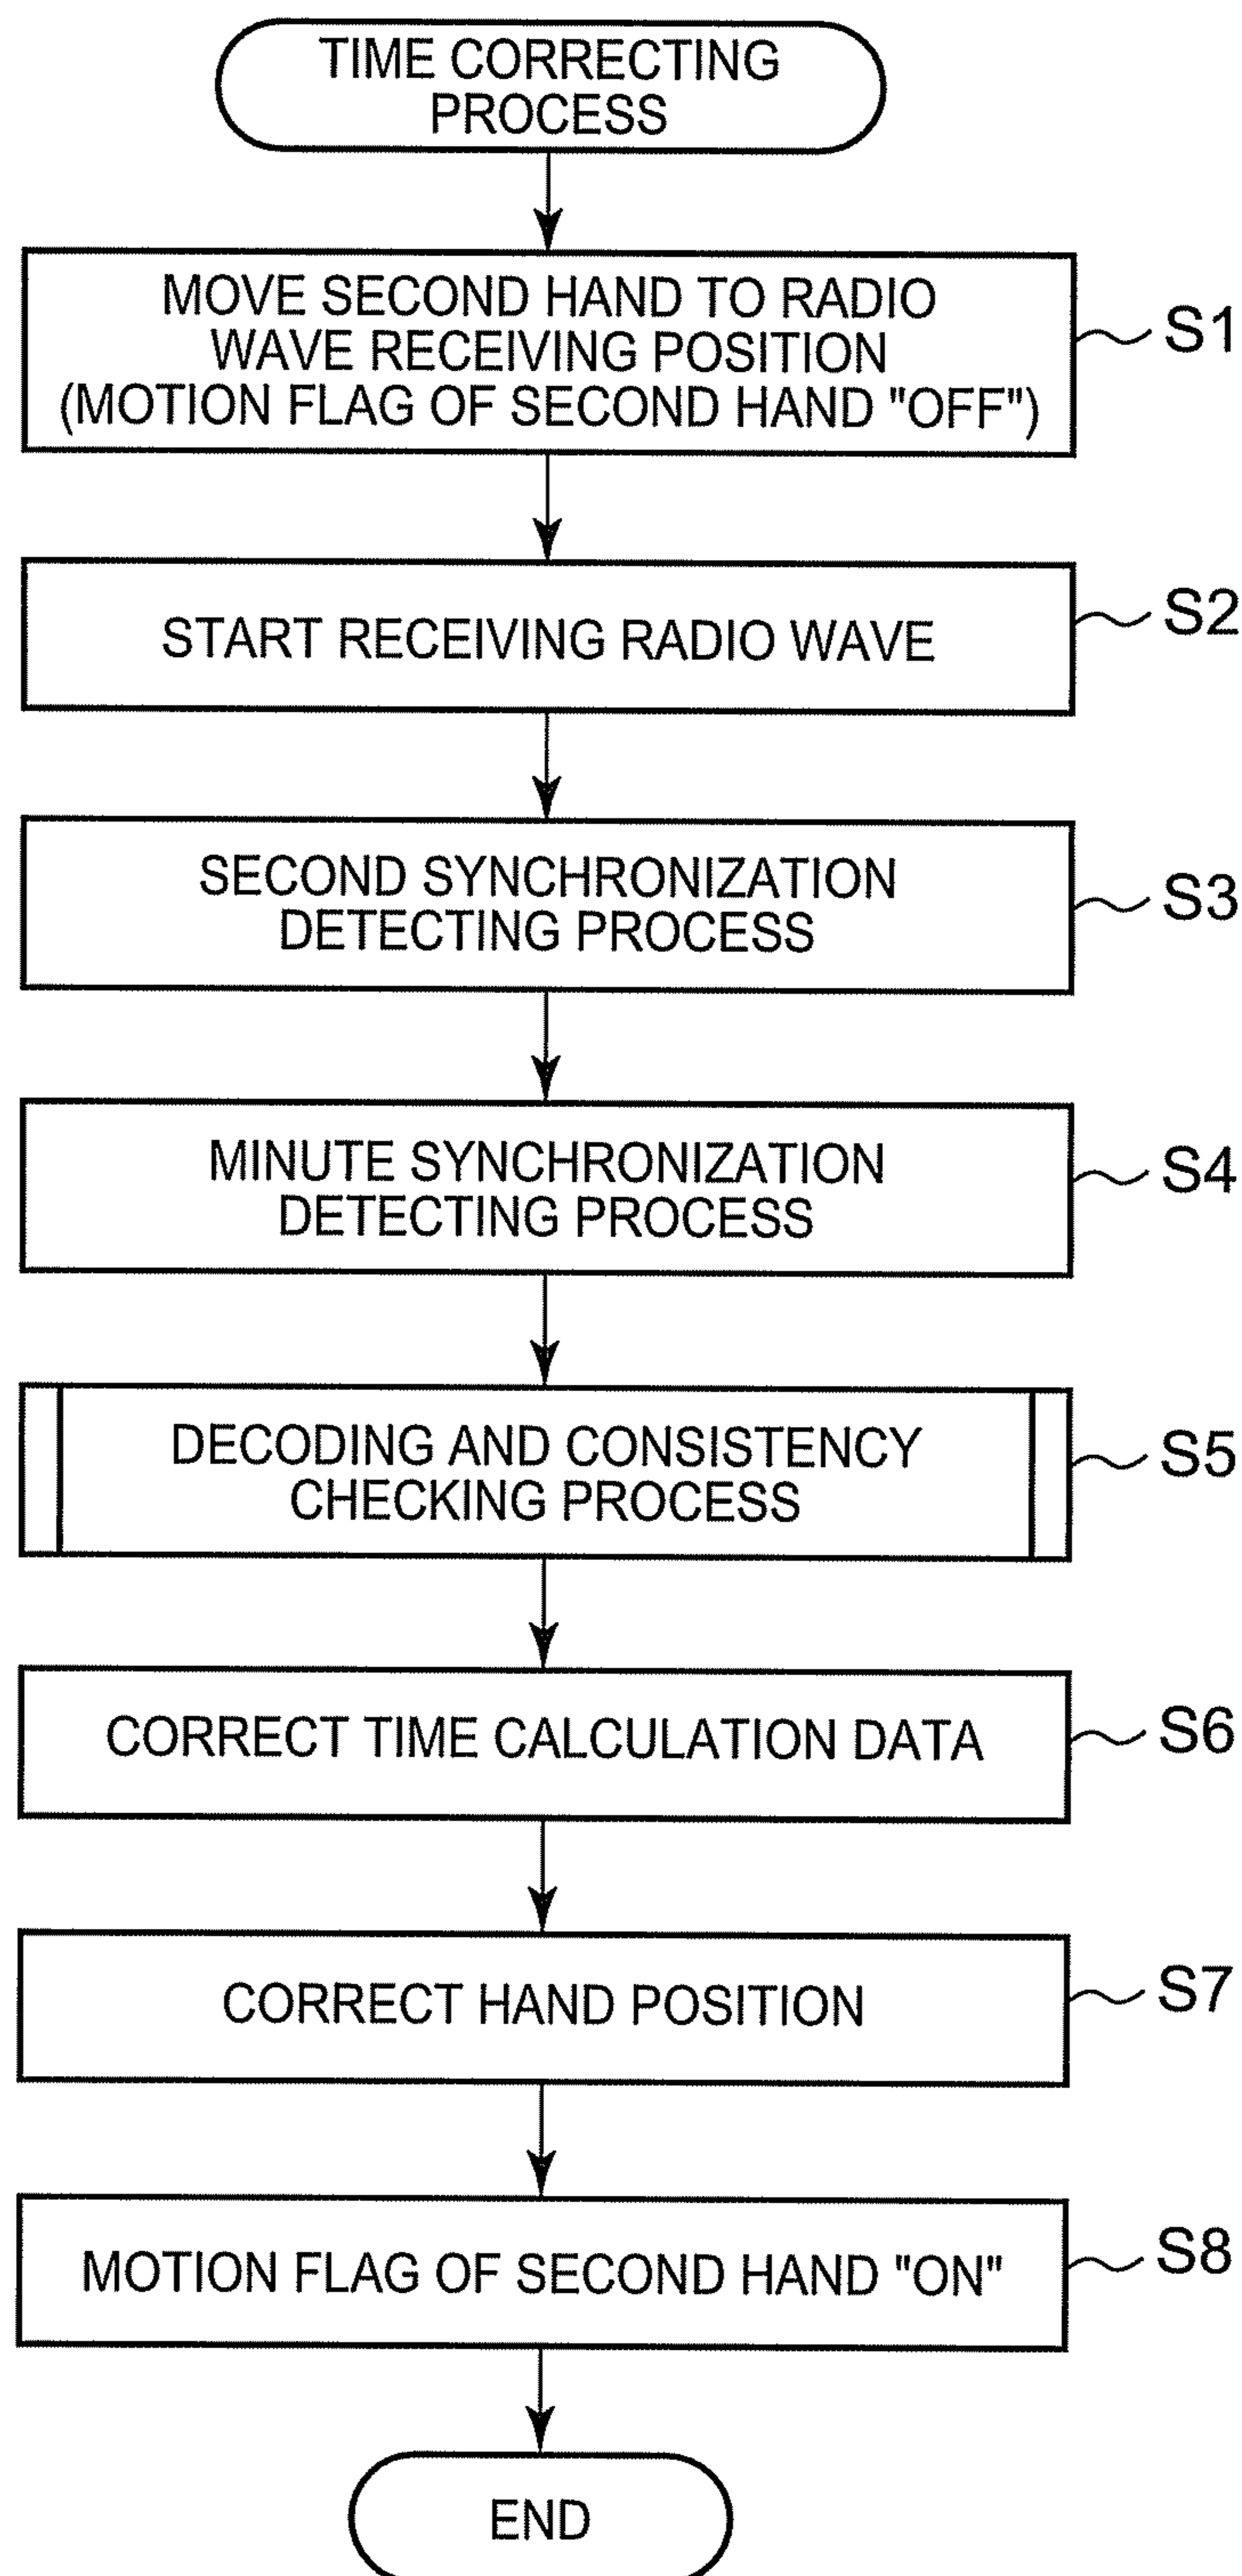 TIME CORRECTING
PROCESS
MOVE SECOND HAND TO RADIO
WAVE RECEIVING POSITION
(MOTION FLAG OF SECOND HAND "OFF")
S1
START RECEIVING RADIO WAVE
S2
SECOND SYNCHRONIZATION
DETECTING PROCESS
S3
MINUTE SYNCHRONIZATION
DETECTING PROCESS
S4
DECODING AND CONSISTENCY
CHECKING PROCESS
S5
CORRECT TIME CALCULATION DATA
S6
CORRECT HAND POSITION
S7
MOTION FLAG OF SECOND HAND "ON"
S8
END